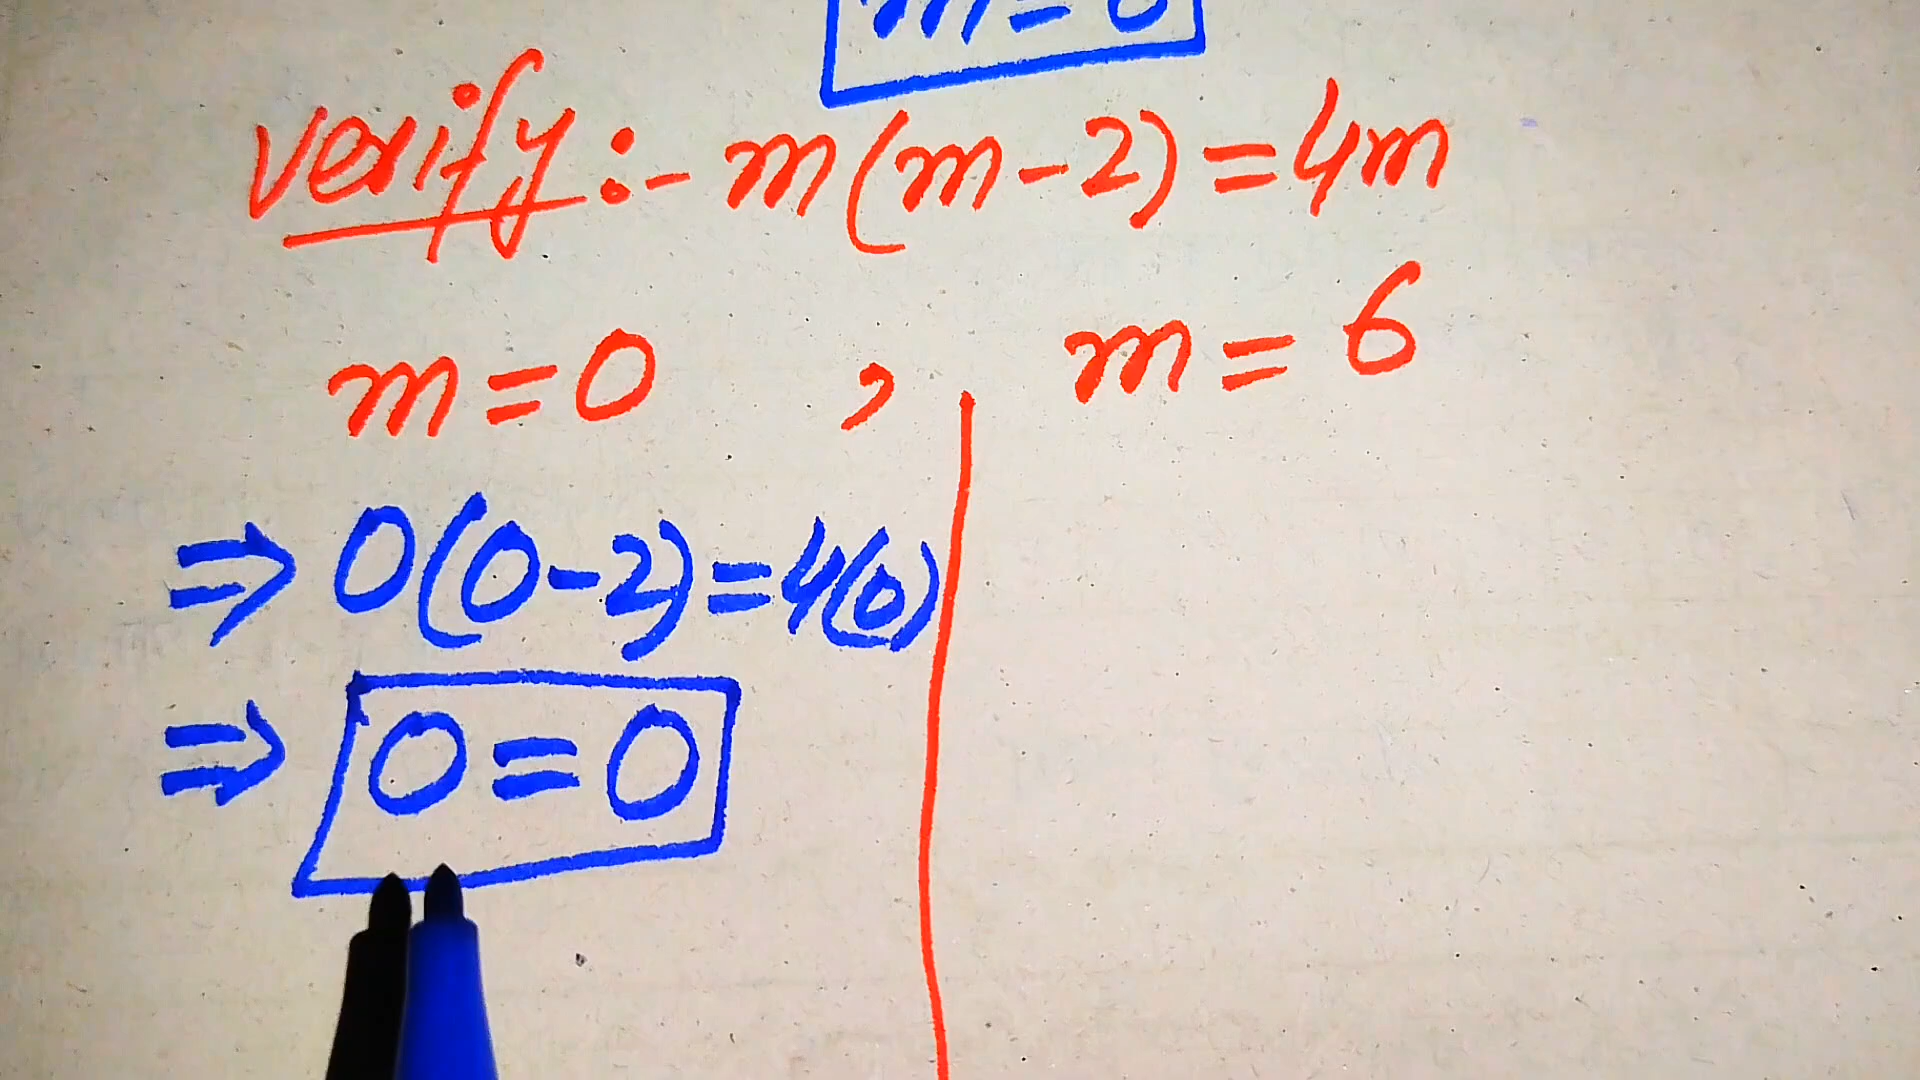 verify :- m(m-2)=4m
m=0 , m=6
⇒ 0(0-2)=4(0)
⇒ 0=0